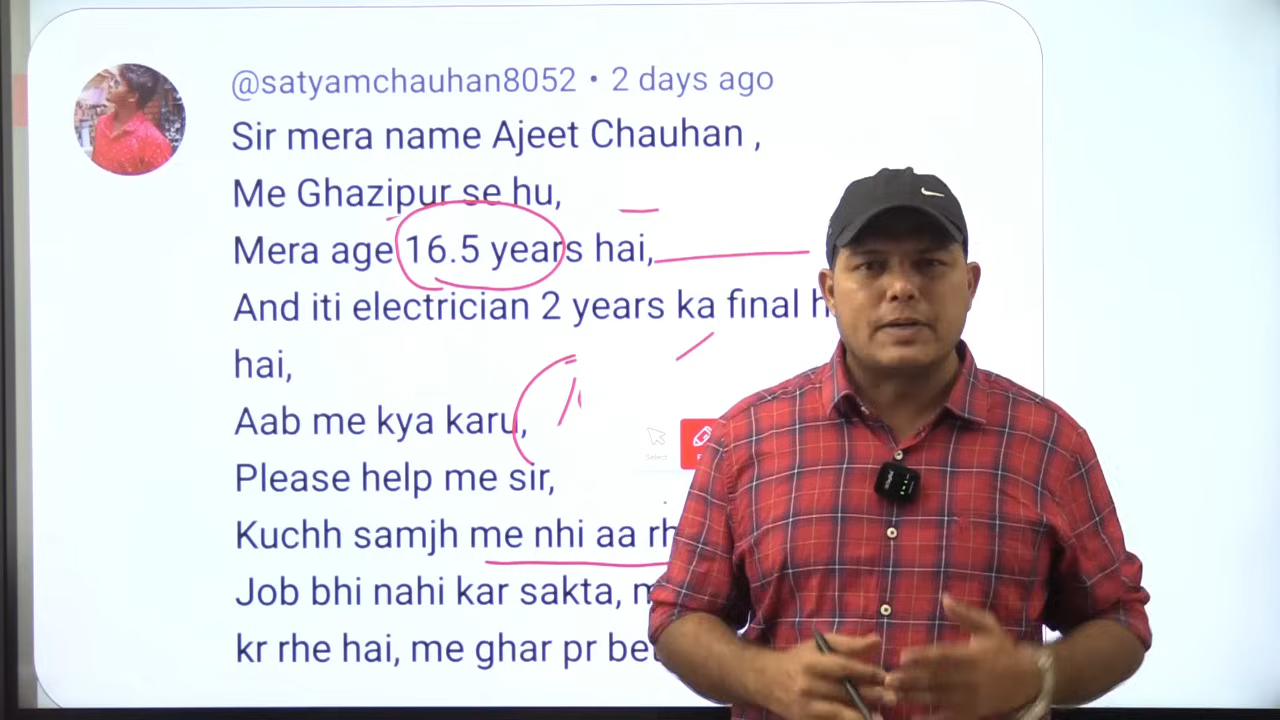 @satyamchauhan8052 • 2 days ago
Sir mera name Ajeet Chauhan ,
Me Ghazipur se hu,
Mera age 16.5 years hai,
And iti electrician 2 years ka final
hai,
Aab me kya karu,
Select
Please help me sir,
Kuchh samjh me nhi aa
Job bhi nahi kar sakta,
kr rhe hai, me ghar pr